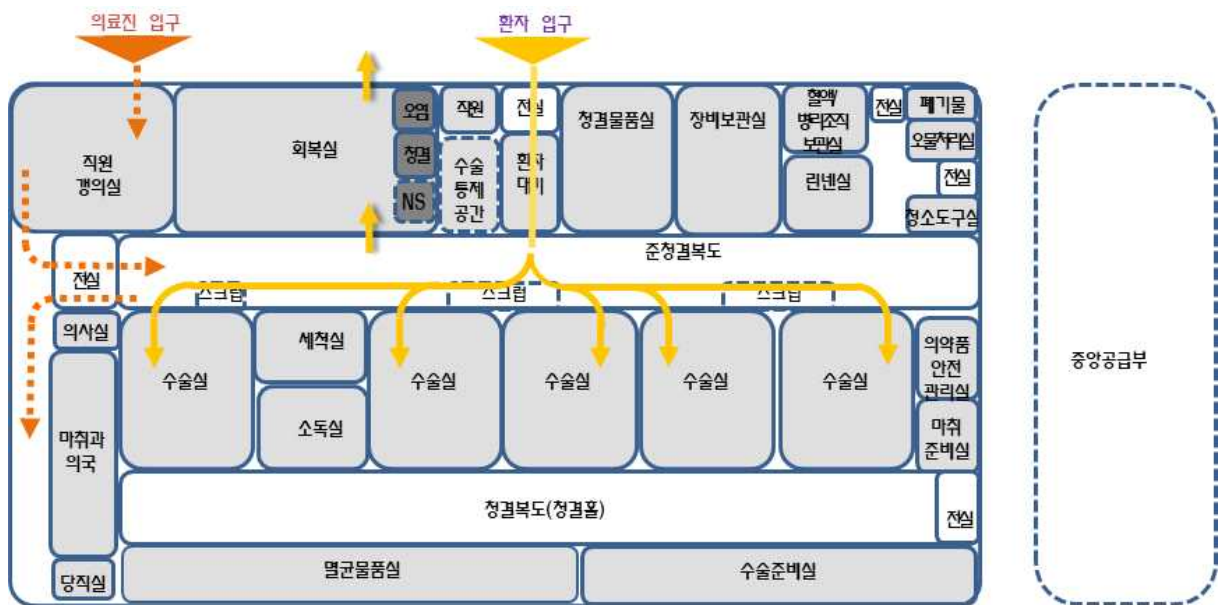 의료진 입구
환자 입구
직원
갱의실
회복실
오염
청결
NS
직원
수술
통제
공간
전실
환자
대기
청결물품실
장비보관실
혈액/
병리조직
보관실
린넨실
전실
폐기물
오물처리실
전실
청소도구실
전실
준청결복도
스크럽
스크럽
스크럽
의사실
마취과
의국
당직실
수술실
세척실
소독실
수술실
수술실
수술실
수술실
의약품
안전
관리실
마취
준비실
청결복도(청결홀)
전실
멸균물품실
수술준비실
중앙공급부